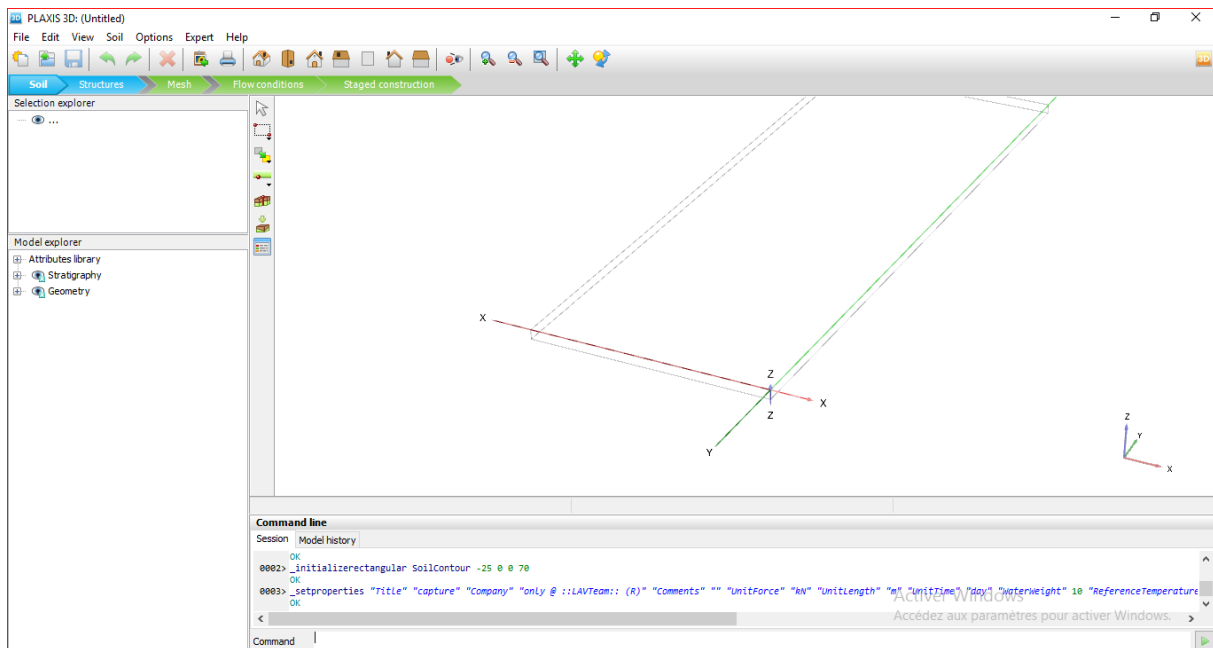 PLAXIS 3D: (Untitled)
File Edit View Soil Options Expert Help
3D
Soil Structures Mesh Flow conditions Staged construction
Selection explorer
...
Model explorer
Attributes library
Stratigraphy
Geometry
X
Z
X
Z
Y
Z
Y
X
Command line
Session Model history
OK
0002> _initializerectangular SoilContour -25 0 0 70
OK
0003> _setproperties "Title" "capture" "Company" "only @ ::LAVTeam:: (R)" "Comments" "" "UnitForce" "kN" "UnitLength" "m" "UnitTime" "day" "WaterWeight" 10 "ReferenceTemperature
OK
Activer Windows
Accédez aux paramètres pour activer Windows.
Command